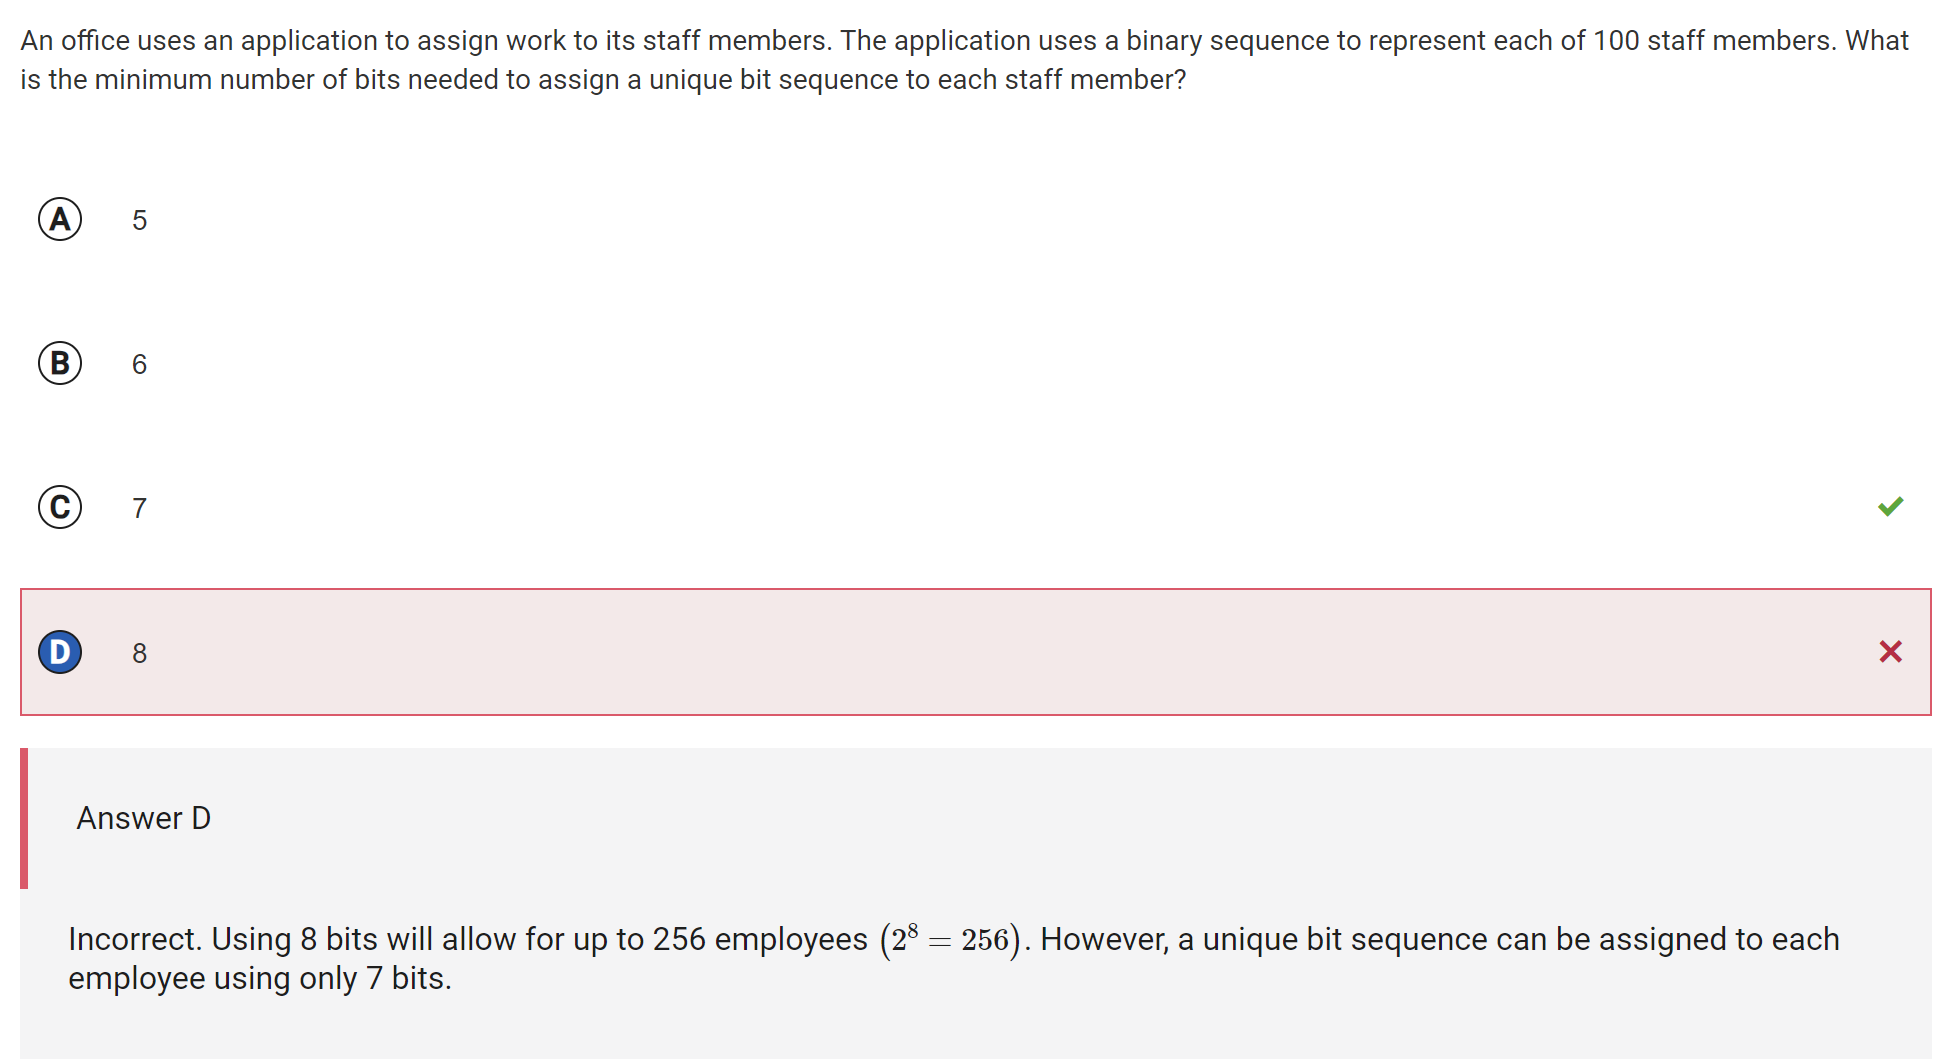 An office uses an application to assign work to its staff members. The application uses a binary sequence to represent each of 100 staff members. What
is the minimum number of bits needed to assign a unique bit sequence to each staff member?
A 5
B 6
C 7
D 8
Answer D
Incorrect. Using 8 bits will allow for up to 256 employees (2⁸ = 256). However, a unique bit sequence can be assigned to each
employee using only 7 bits.